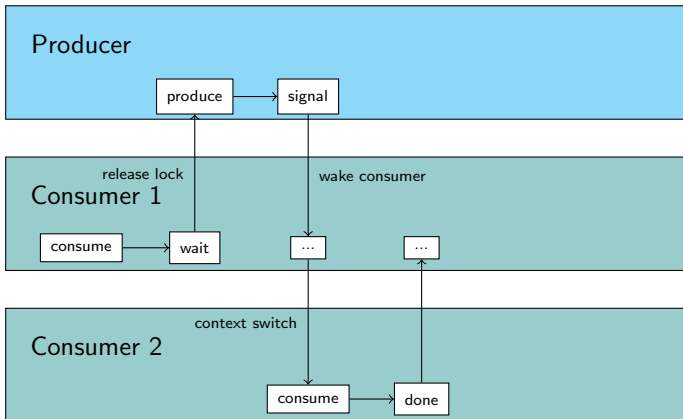 Producer
produce
signal
release lock
wake consumer
Consumer 1
consume
wait
...
...
context switch
Consumer 2
consume
done